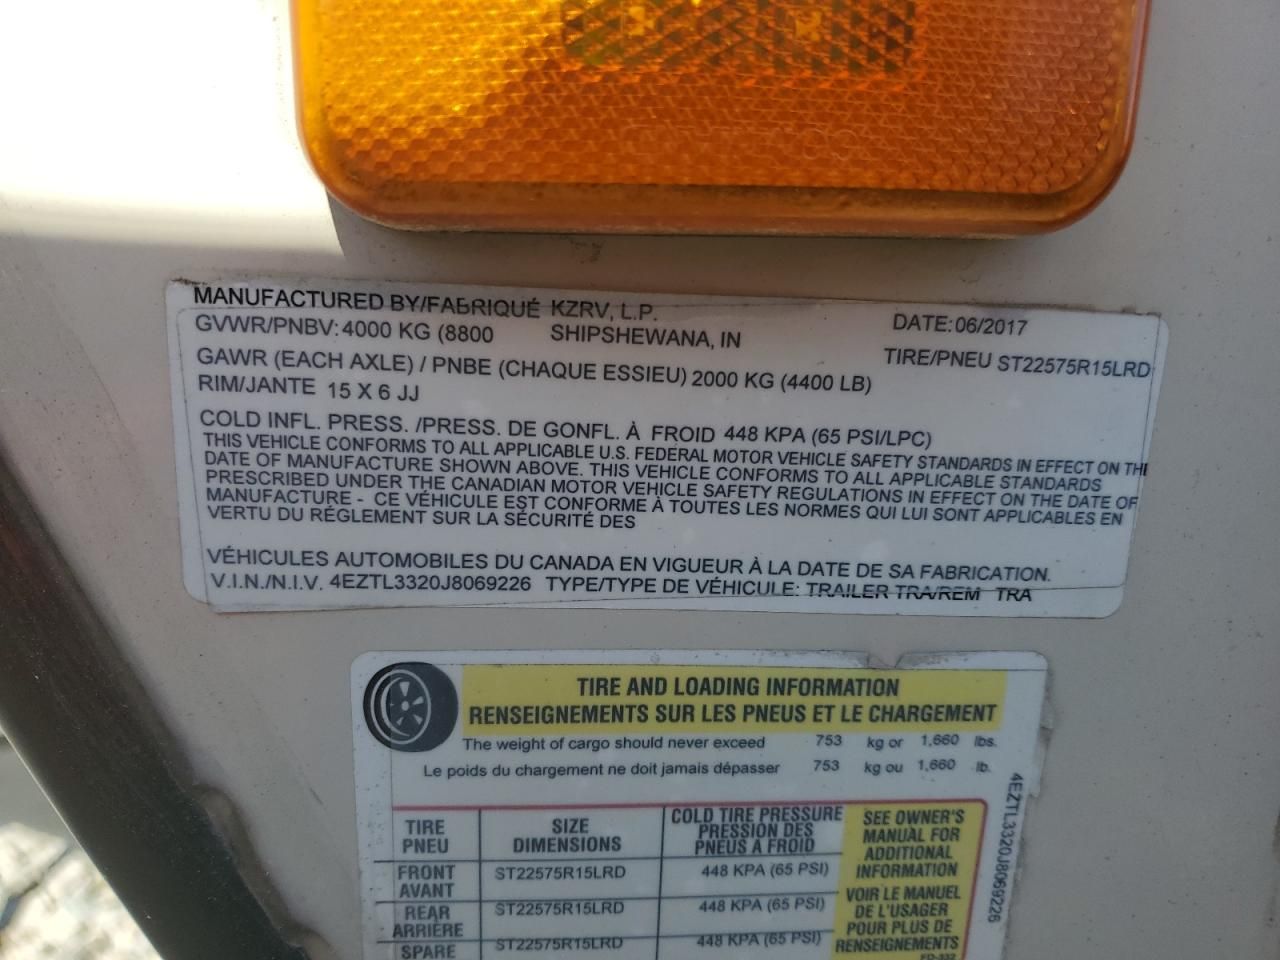 MANUFACTURED BY/FABRIQUÉ KZRV, L.P.
GVWR/PNBV: 4000 KG (8800 SHIPSHEWANA, IN DATE: 06/2017
GAWR (EACH AXLE) / PNBE (CHAQUE ESSIEU) 2000 KG (4400 LB) TIRE/PNEU ST22575R15LRD
RIM/JANTE 15 X 6 JJ
COLD INFL. PRESS. /PRESS. DE GONFL. À FROID 448 KPA (65 PSI/LPC)
THIS VEHICLE CONFORMS TO ALL APPLICABLE U.S. FEDERAL MOTOR VEHICLE SAFETY STANDARDS IN EFFECT ON THE
DATE OF MANUFACTURE SHOWN ABOVE. THIS VEHICLE CONFORMS TO ALL APPLICABLE STANDARDS
PRESCRIBED UNDER THE CANADIAN MOTOR VEHICLE SAFETY REGULATIONS IN EFFECT ON THE DATE OF
MANUFACTURE - CE VÉHICULE EST CONFORME À TOUTES LES NORMES QUI LUI SONT APPLICABLES EN
VERTU DU RÉGLEMENT SUR LA SÉCURITÉ DES
VÉHICULES AUTOMOBILES DU CANADA EN VIGUEUR À LA DATE DE SA FABRICATION.
V.I.N./N.I.V. 4EZTL3320J8069226 TYPE/TYPE DE VÉHICULE: TRAILER TRA/REM TRA
TIRE AND LOADING INFORMATION
RENSEIGNEMENTS SUR LES PNEUS ET LE CHARGEMENT
The weight of cargo should never exceed 753 kg or 1,660 lbs.
Le poids du chargement ne doit jamais dépasser 753 kg ou 1,660 lb.
TIRE
PNEU
SIZE
DIMENSIONS
COLD TIRE PRESSURE
PRESSION DES
PNEUS A FROID
FRONT
AVANT
ST22575R15LRD 448 KPA (65 PSI)
REAR
ARRIÈRE
ST22575R15LRD 448 KPA (65 PSI)
SPARE
ST22575R15LRD 448 KPA (65 PSI)
SEE OWNER'S
MANUAL FOR
ADDITIONAL
INFORMATION
VOIR LE MANUEL
DE L'USAGER
POUR PLUS DE
RENSEIGNEMENTS
FD-332
4EZTL3320J8069226